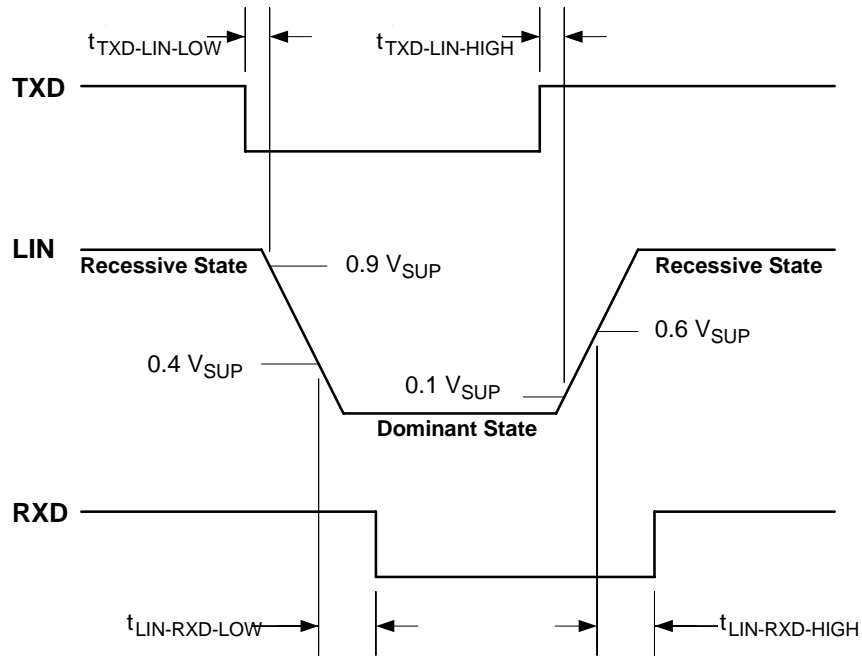 tTXD-LIN-LOW
tTXD-LIN-HIGH
TXD
LIN
Recessive State
0.9 VSUP
Recessive State
0.6 VSUP
0.4 VSUP
0.1 VSUP
Dominant State
RXD
tLIN-RXD-LOW
tLIN-RXD-HIGH